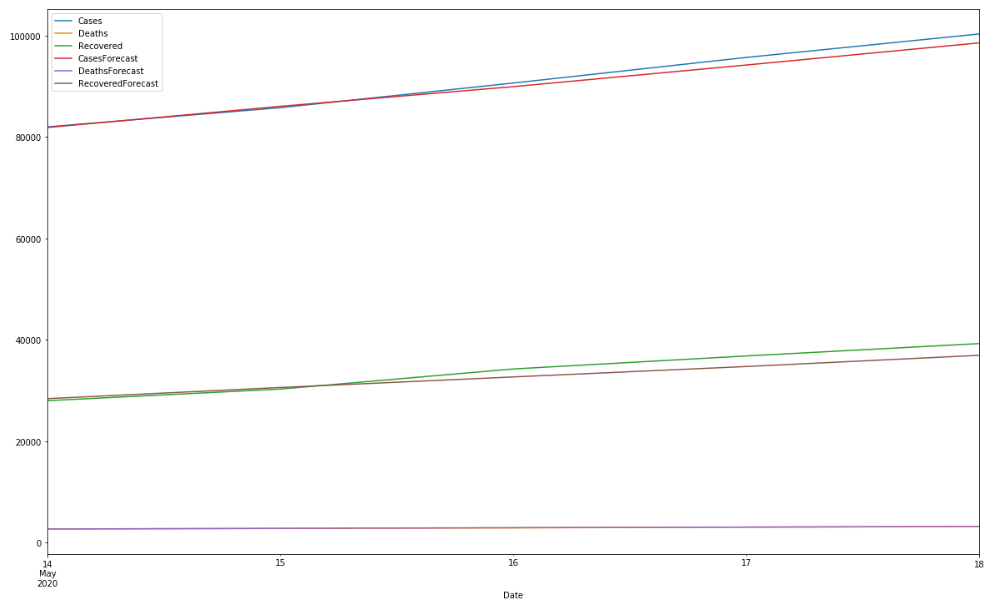 Cases
Deaths
Recovered
CasesForecast
DeathsForecast
RecoveredForecast
100000
80000
60000
40000
20000
0
14 15 16 17 18
May
2020
Date